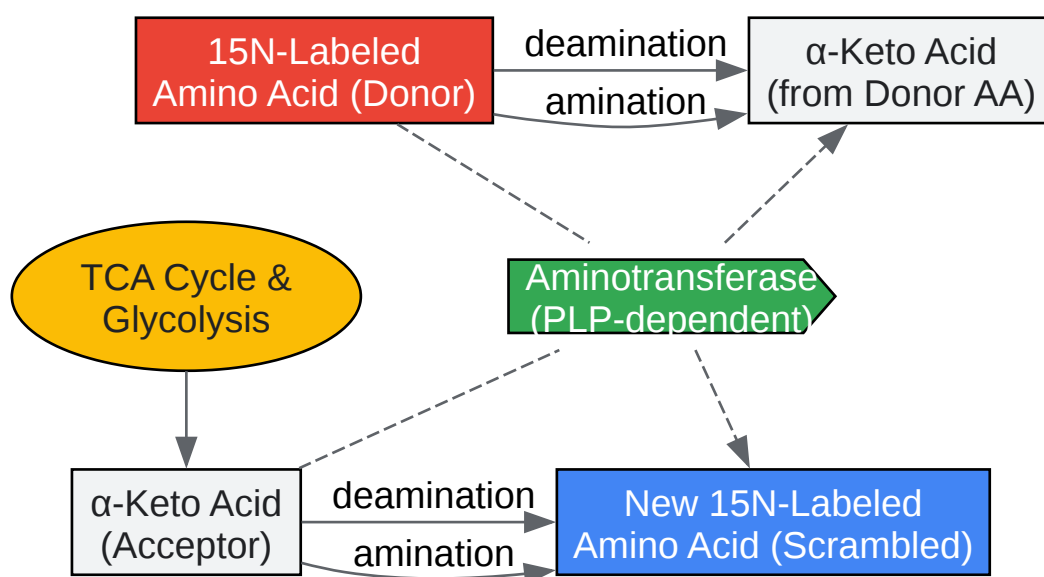 15N-Labeled
Amino Acid (Donor)
deamination
amination
α-Keto Acid
(from Donor AA)
TCA Cycle &
Glycolysis
Aminotransferase
(PLP-dependent)
α-Keto Acid
(Acceptor)
deamination
amination
New 15N-Labeled
Amino Acid (Scrambled)